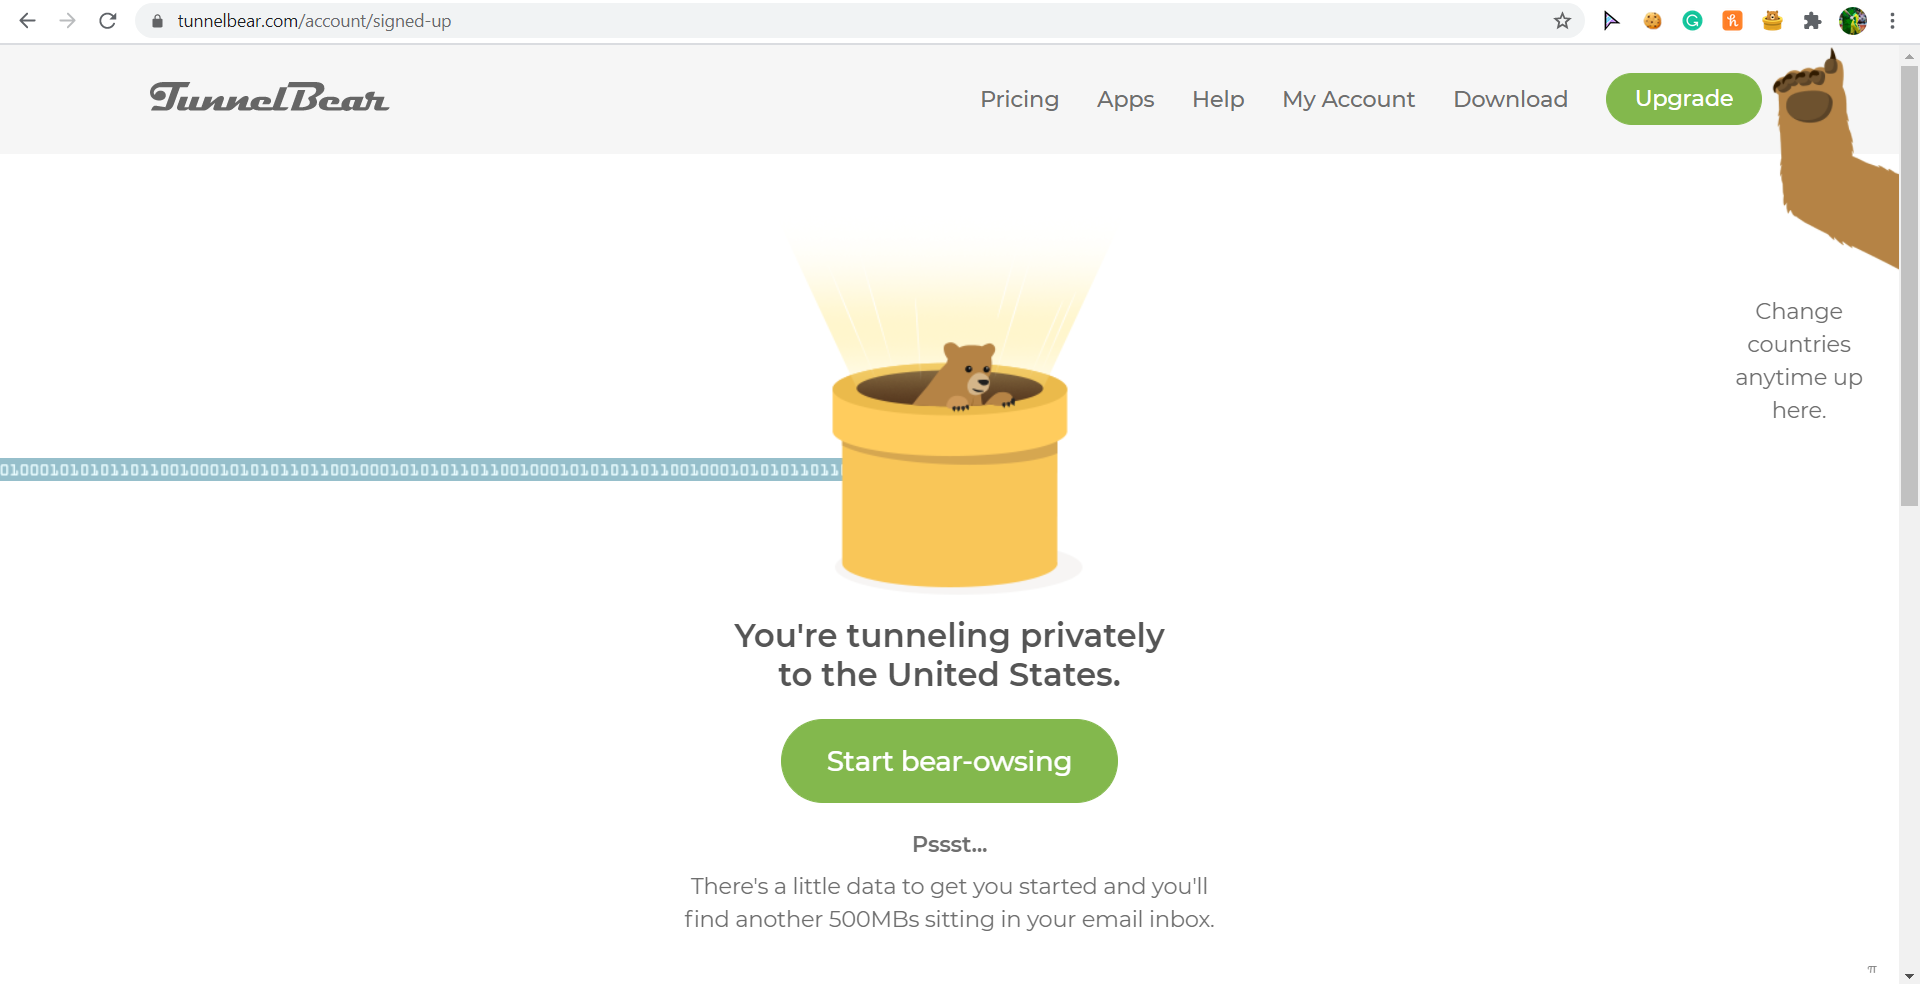 tunnelbear.com/account/signed-up
TunnelBear
Pricing Apps Help My Account Download Upgrade
Change
countries
anytime up
here.
01000101010110110010001010101101100100010101011011001000101010110110010001010101101​1
You're tunneling privately
to the United States.
Start bear-owsing
Pssst...
There's a little data to get you started and you'll
find another 500MBs sitting in your email inbox.
π